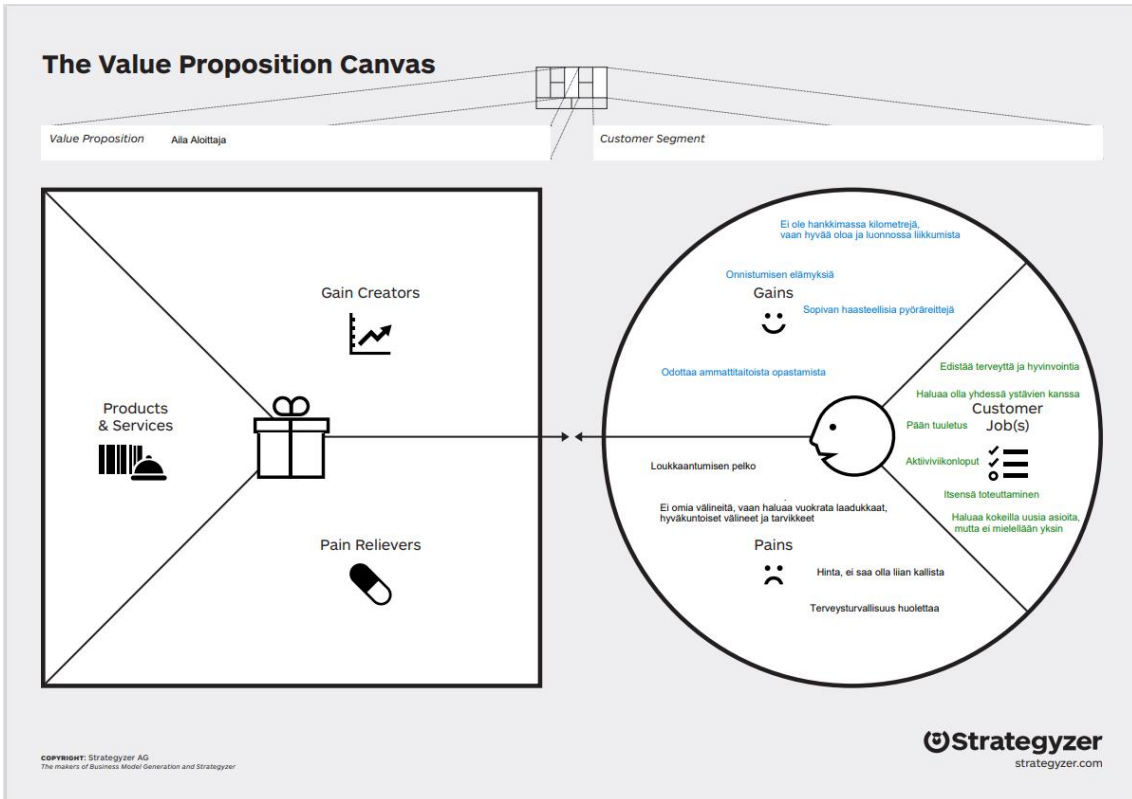 The Value Proposition Canvas
Value Proposition
Aila Aloittaja
Customer Segment
Gain Creators
Products
& Services
Pain Relievers
Ei ole hankkimassa kilometrejä,
vaan hyvää oloa ja luonnossa liikkumista
Onnistumisen elämyksiä
Gains
Sopivan haasteellisia pyöräreittejä
Odottaa ammattitaitoista opastamista
Edistää terveyttä ja hyvinvointia
Haluaa olla yhdessä ystävien kanssa
Customer
Job(s)
Pään tuuletus
Aktiiviviikonloput
Itsensä toteuttaminen
Haluaa kokeilla uusia asioita,
mutta ei mielellään yksin
Loukkaantumisen pelko
Ei omia välineitä, vaan haluaa vuokrata laadukkaat,
hyväkuntoiset välineet ja tarvikkeet
Pains
Hinta, ei saa olla liian kallista
Terveysturvallisuus huolettaa
COPYRIGHT: Strategyzer AG
The makers of Business Model Generation and Strategyzer
Strategyzer
strategyzer.com